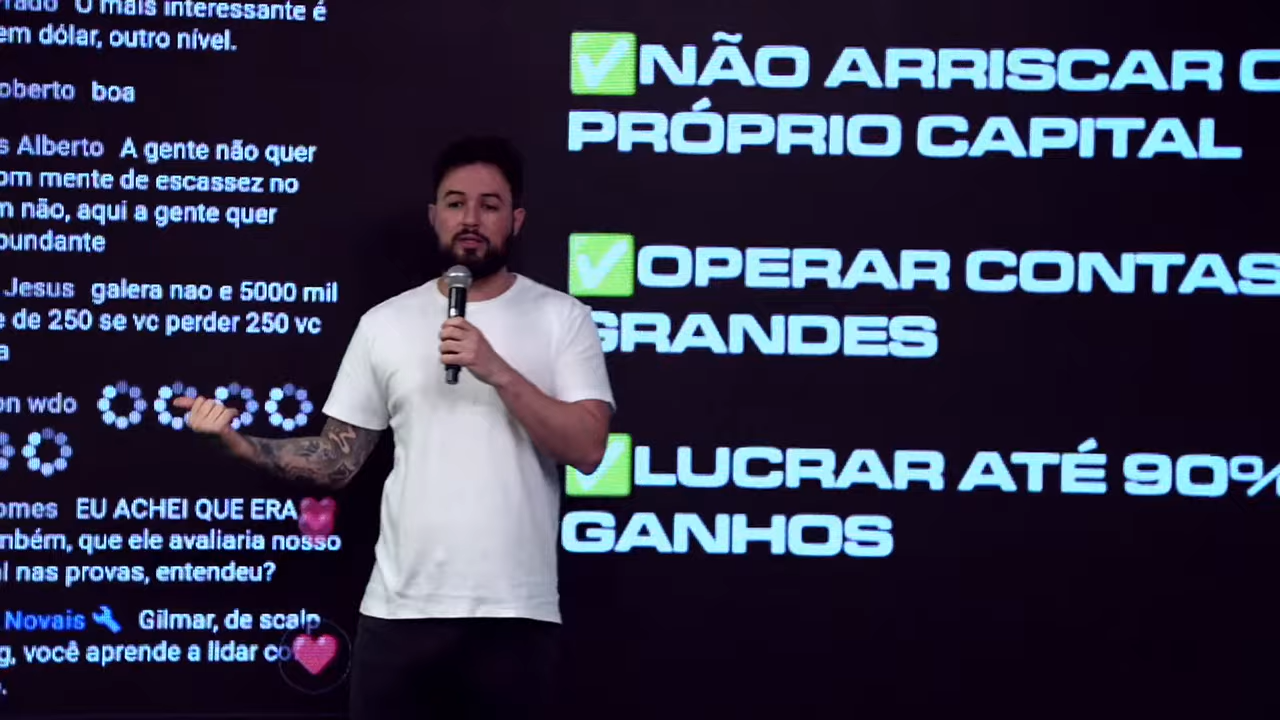 O mais interessante é
em dólar, outro nível.
oberto boa
s Alberto A gente não quer
om mente de escassez no
m não, aqui a gente quer
bundante
Jesus galera nao e 5000 mil
e de 250 se vc perder 250 vc
a
on wdo
omes EU ACHEI QUE ERA
mbém, que ele avaliaria nosso
l nas provas, entendeu?
Novais Gilmar, de scalp
g, você aprende a lidar co
NÃO ARRISCAR O
PRÓPRIO CAPITAL
OPERAR CONTAS
GRANDES
LUCRAR ATÉ 90%
GANHOS